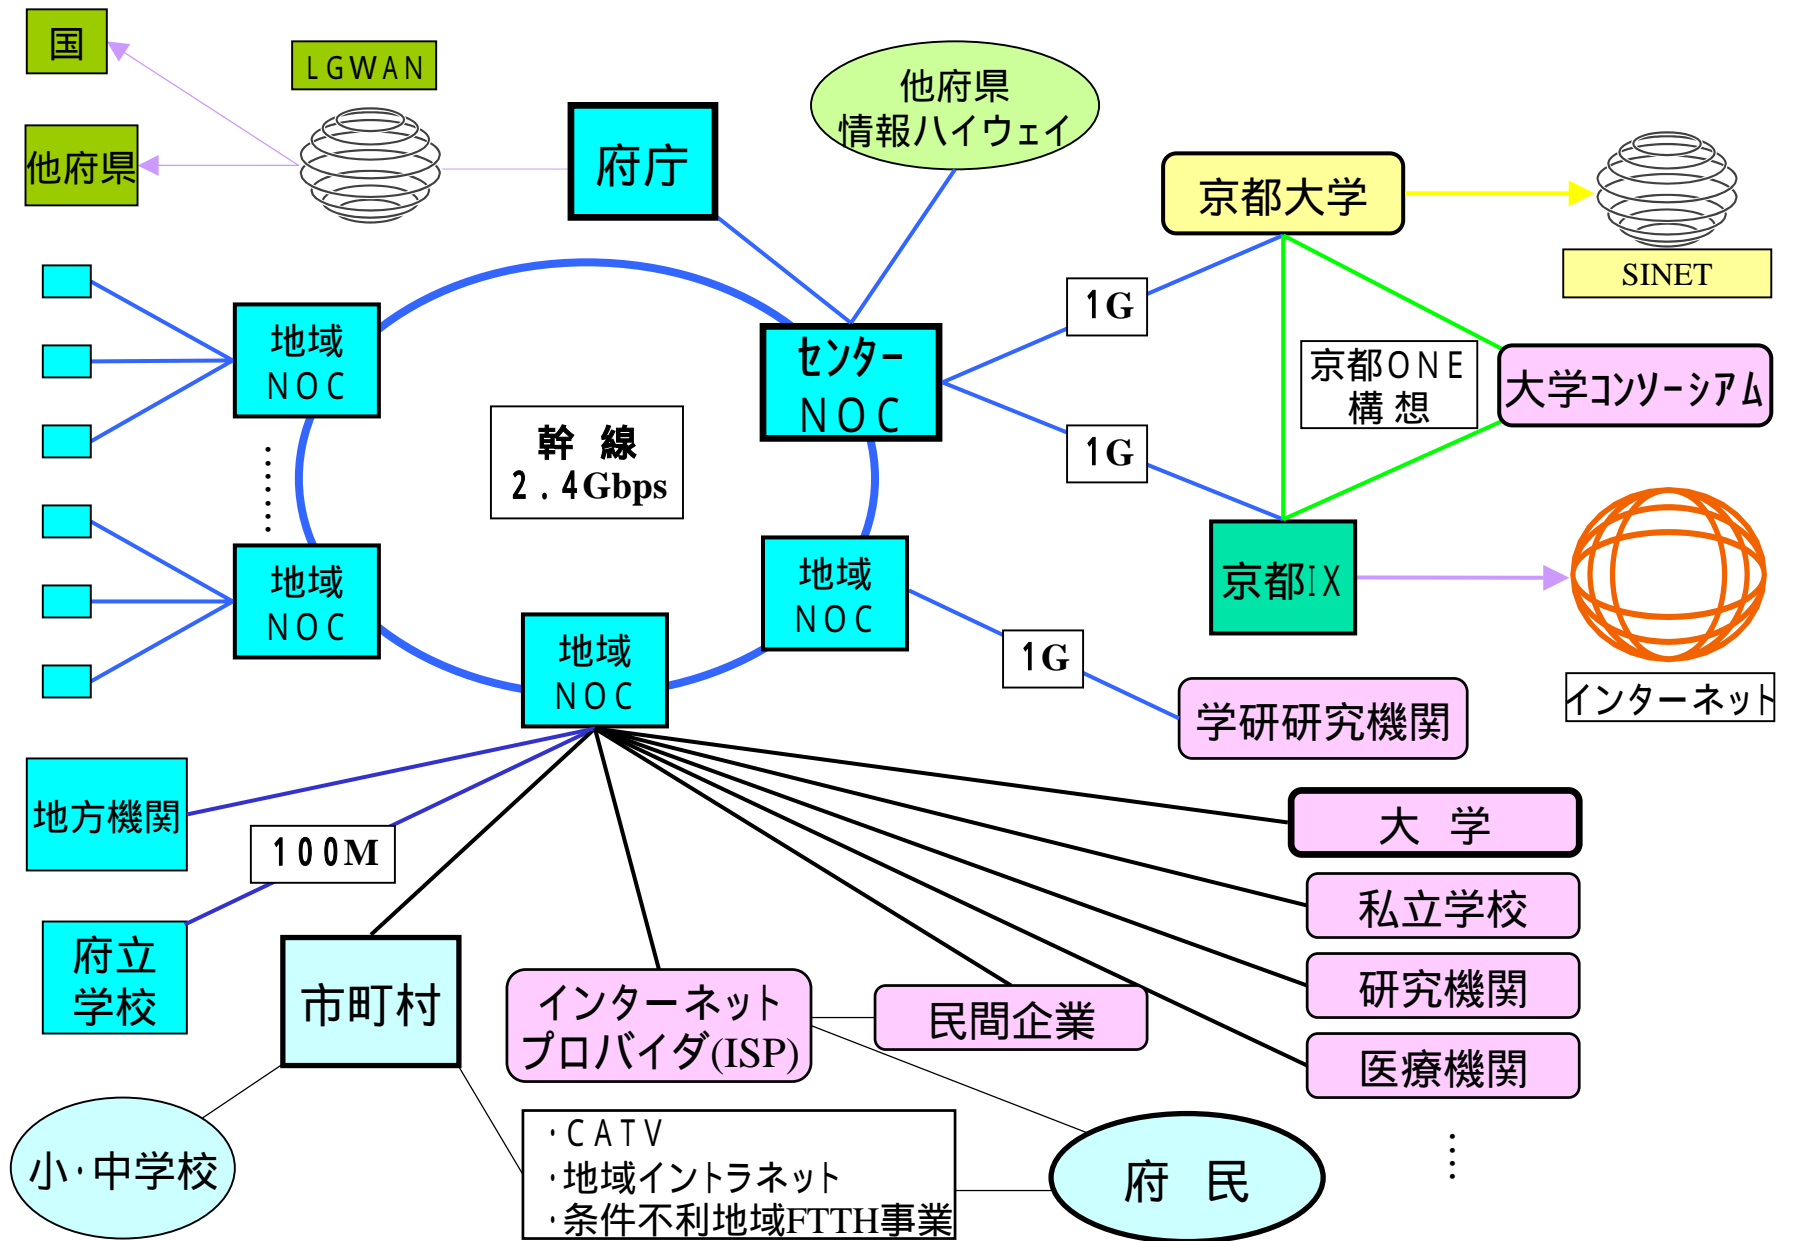 国
LGWAN
他府県
情報ハイウェイ
他府県
府庁
京都大学
SINET
1G
地域
NOC
センター
NOC
京都ONE
構想
大学コンソーシアム
幹 線
2.4Gbps
1G
地域
NOC
地域
NOC
京都IX
地域
NOC
1G
学研研究機関
インターネット
地方機関
100M
大 学
私立学校
府立
学校
市町村
インターネット
プロバイダ(ISP)
民間企業
研究機関
医療機関
小・中学校
・CATV
・地域イントラネット
・条件不利地域FTTH事業
府 民